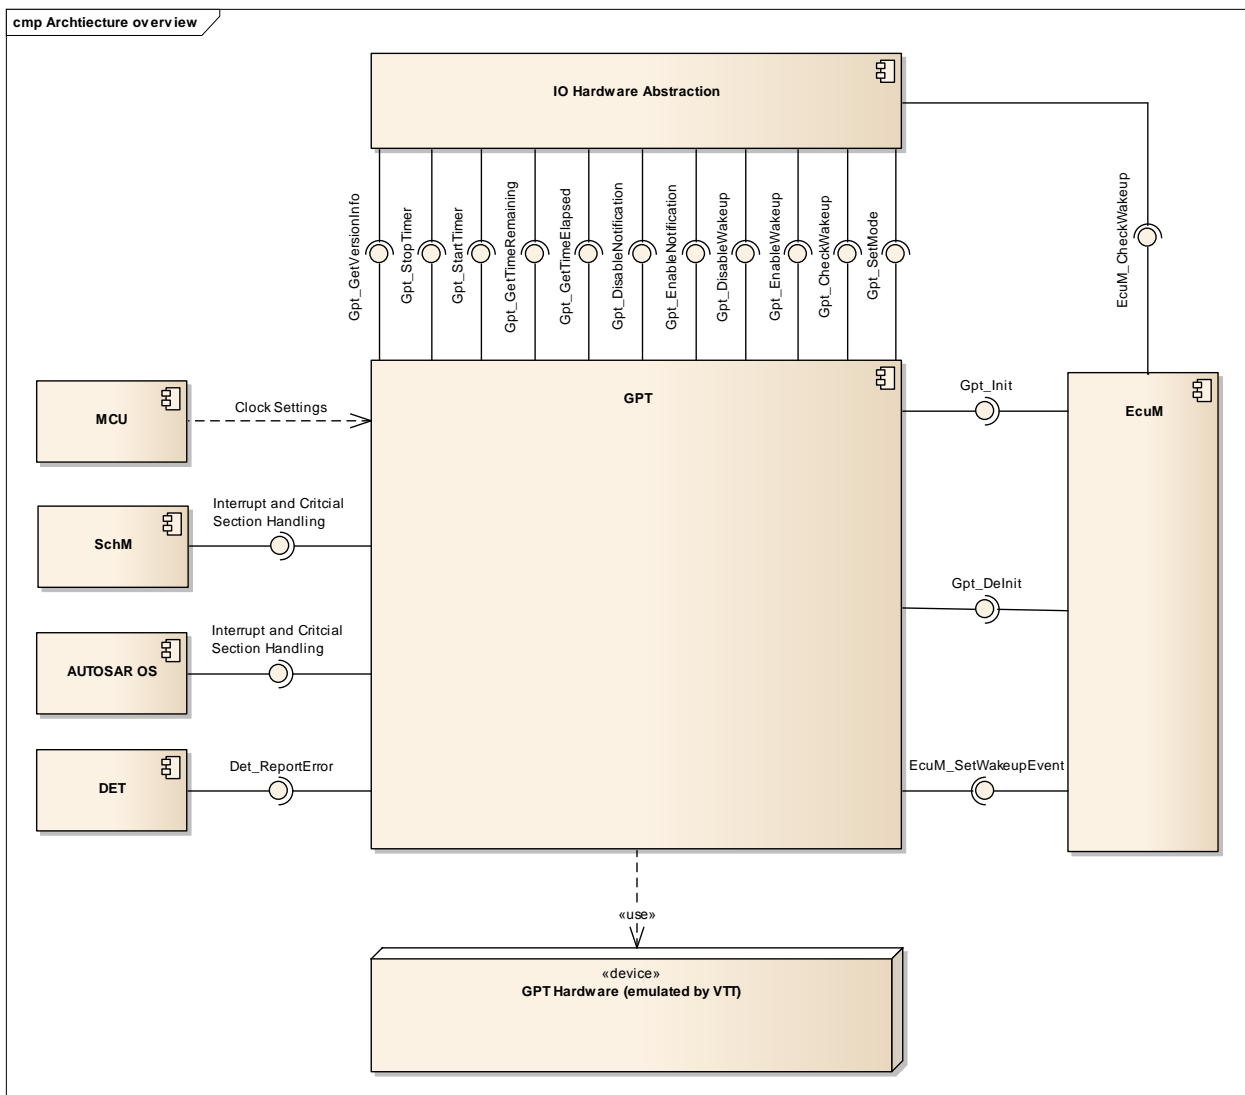 cmp Archtiecture overview
IO Hardware Abstraction
Gpt_GetVersionInfo
Gpt_StopTimer
Gpt_StartTimer
Gpt_GetTimeRemaining
Gpt_GetTimeElapsed
Gpt_DisableNotification
Gpt_EnableNotification
Gpt_DisableWakeup
Gpt_EnableWakeup
Gpt_CheckWakeup
Gpt_SetMode
EcuM_CheckWakeup
MCU
Clock Settings
GPT
Gpt_Init
EcuM
SchM
Interrupt and Critcial
Section Handling
Gpt_DeInit
AUTOSAR OS
Interrupt and Critcial
Section Handling
DET
Det_ReportError
EcuM_SetWakeupEvent
«use»
«device»
GPT Hardware (emulated by VTT)